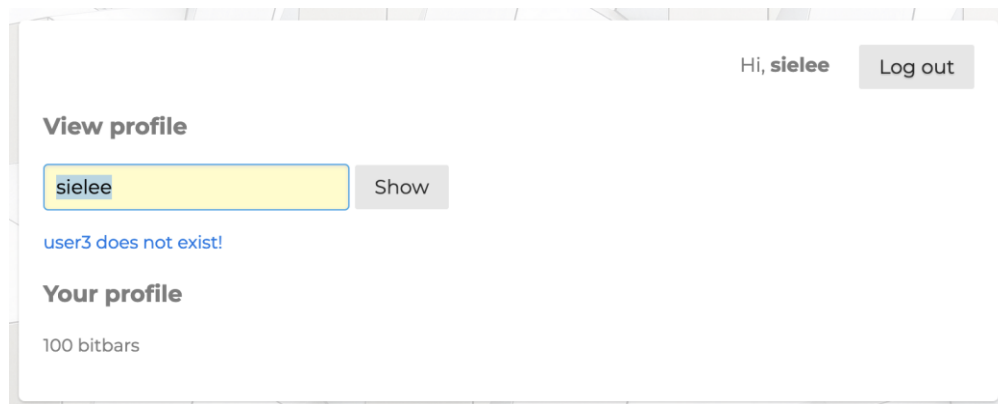 Hi, sielee Log out
View profile
sielee Show
user3 does not exist!
Your profile
100 bitbars